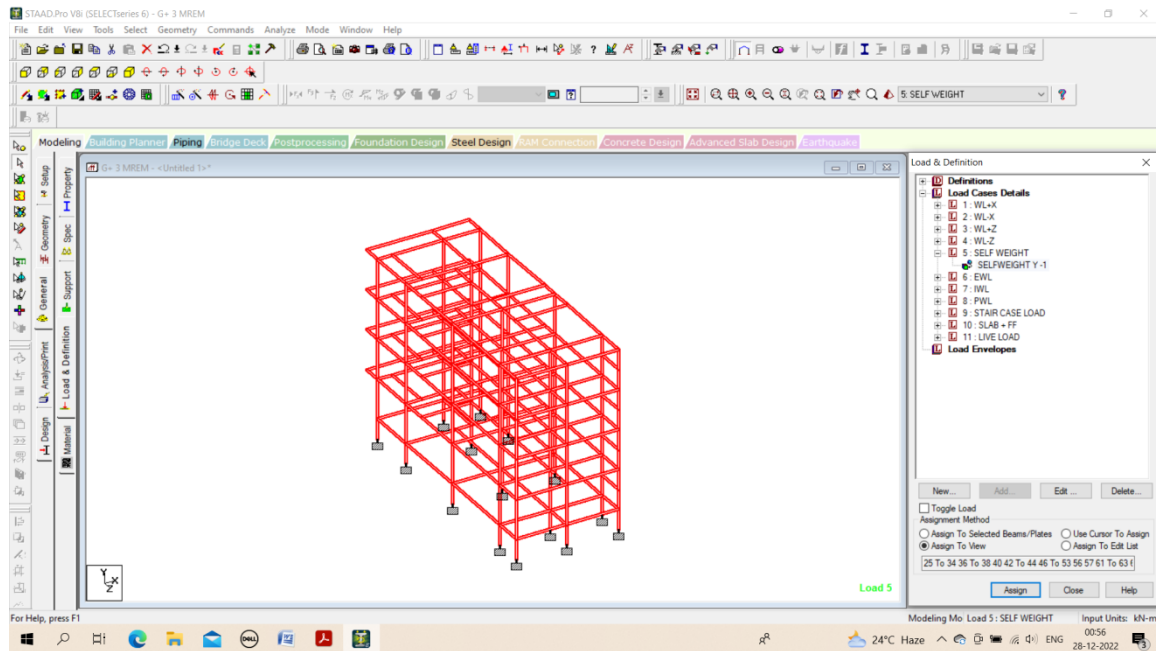 STAAD.Pro V8i (SELECTseries 6) - G+ 3 MREM
File Edit View Tools Select Geometry Commands Analyze Mode Window Help
5: SELF WEIGHT
Modeling Building Planner Piping Bridge Deck Postprocessing Foundation Design Steel Design RAM Connection Concrete Design Advanced Slab Design Earthquake
Setup
Geometry
General
Analysis/Print
Design
Property
Spec
Support
Load & Definition
Material
G+ 3 MREM - <Untitled 1>*
Y
X
Z
Load 5
Load & Definition
Definitions
Load Cases Details
1 : WL+X
2 : WL-X
3 : WL+Z
4 : WL-Z
5 : SELF WEIGHT
SELFWEIGHT Y -1
6 : EWL
7 : IWL
8 : PWL
9 : STAIR CASE LOAD
10 : SLAB + FF
11 : LIVE LOAD
Load Envelopes
New... Add... Edit ... Delete...
Toggle Load
Assignment Method
Assign To Selected Beams/Plates Use Cursor To Assign
Assign To View Assign To Edit List
25 To 34 36 To 38 40 42 To 44 46 To 53 56 57 61 To 63
Assign Close Help
For Help, press F1 Modeling Mo Load 5 : SELF WEIGHT Input Units: kN-m
DELL 24°C Haze ENG 00:56
28-12-2022 3